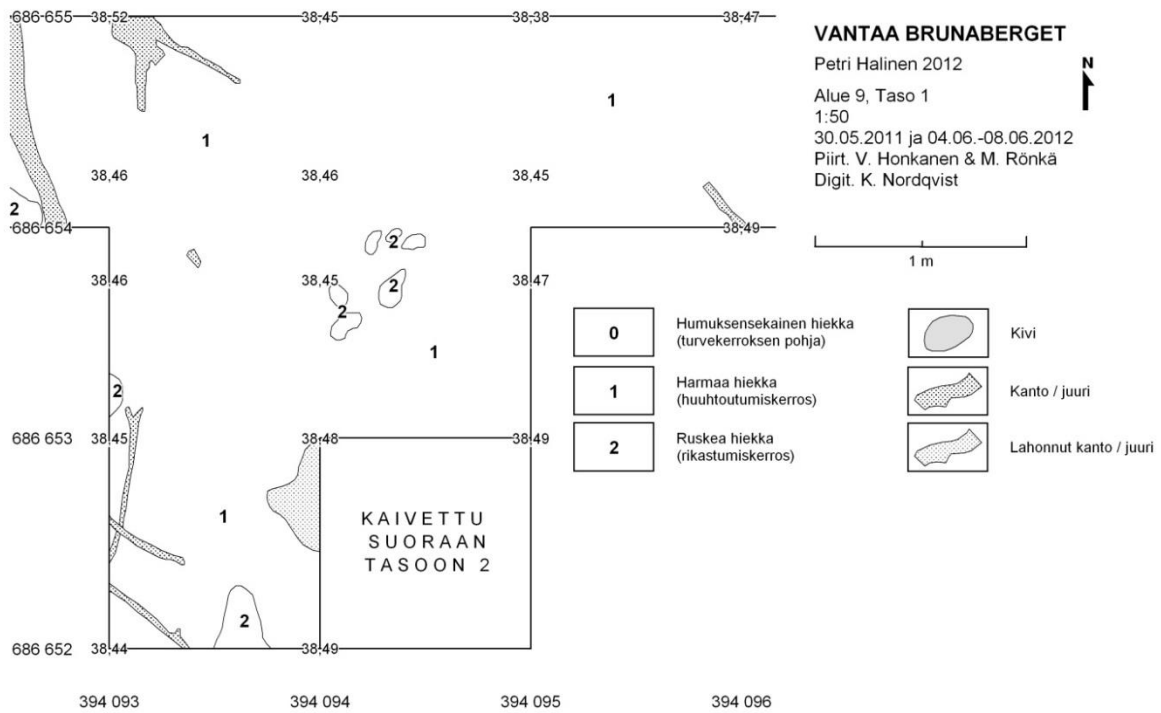 686 655 38,52 38,45 38,38 38,47
1
1
38,46 38,46 38,45
2
686 654 38,49
2
38,46 38,45 38,47
2
2
1
2
686 653 38,45 38,48 38,49
1
KAIVETTU
SUORAAN
TASOON 2
2
686 652 38,44 38,49
394 093 394 094 394 095 394 096
VANTAA BRUNABERGET
Petri Halinen 2012
N
Alue 9, Taso 1
1:50
30.05.2011 ja 04.06.-08.06.2012
Piirt. V. Honkanen & M. Rönkä
Digit. K. Nordqvist
1 m
0 Humuksensekainen hiekka
(turvekerroksen pohja)
1 Harmaa hiekka
(huuhtoutumiskerros)
2 Ruskea hiekka
(rikastumiskerros)
Kivi
Kanto / juuri
Lahonnut kanto / juuri